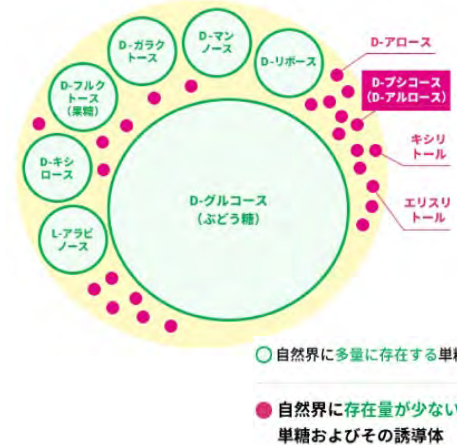 D-ガラク
トース
D-マン
ノース
D-リボース
D-アロース
D-フルク
トース
(果糖)
D-プシコース
(D-アルロース)
D-キシ
ロース
キシリ
トール
D-グルコース
(ぶどう糖)
エリスリ
トール
L-アラビ
ノース
自然界に多量に存在する単糖
自然界に存在量が少ない
単糖およびその誘導体